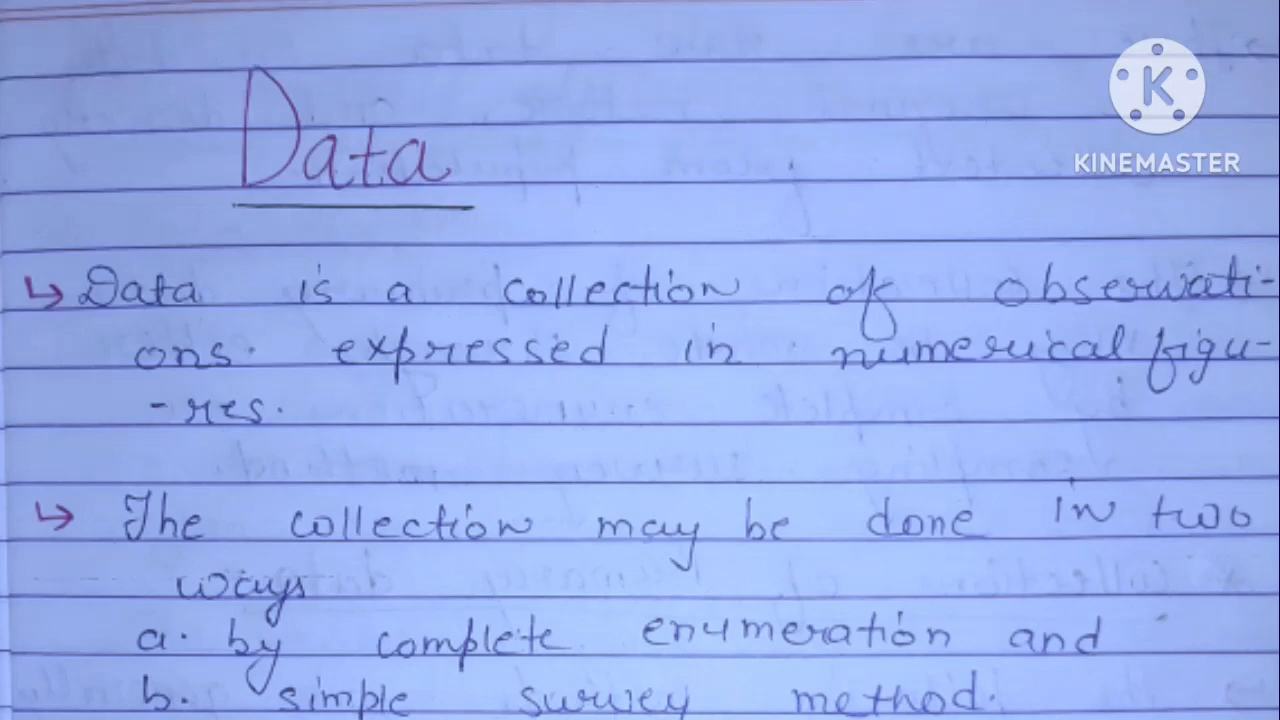 Data
K
KINEMASTER
↳ Data is a collection of observati-
ons. expressed in numerical figu-
-res.
↳ The collection may be done in two
ways
a. by complete enumeration and
b. simple survey method.